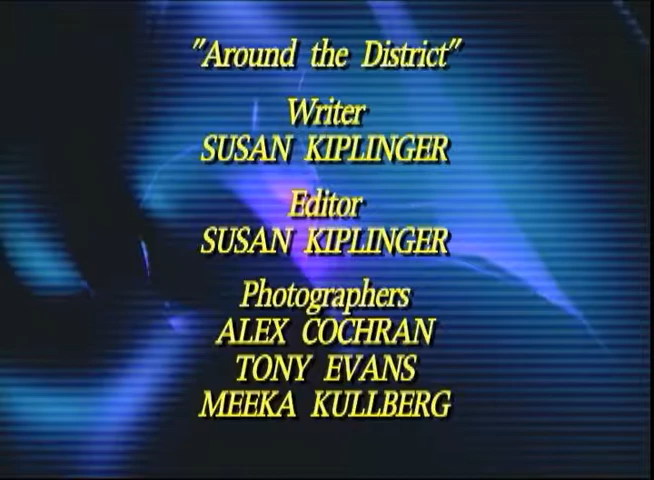 "Around the District"
Writer
SUSAN KIPLINGER
Editor
SUSAN KIPLINGER
Photographers
ALEX COCHRAN
TONY EVANS
MEEKA KULLBERG